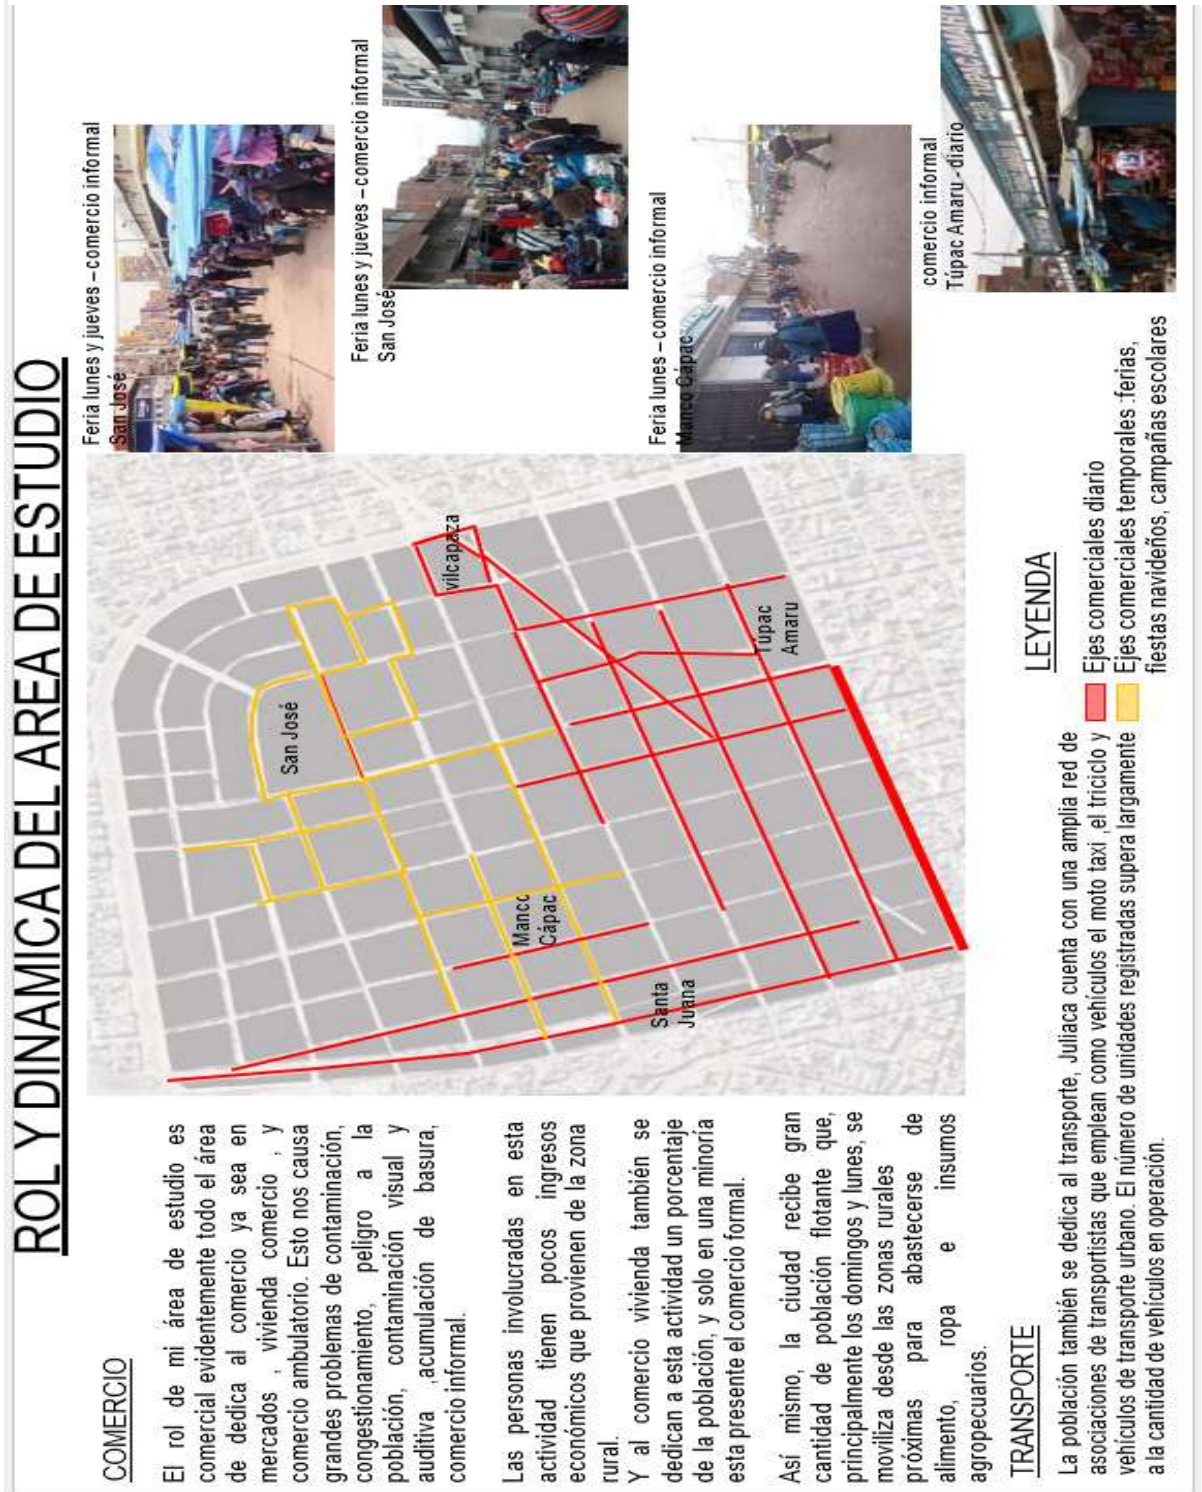 ROL Y DINAMICA DEL AREA DE ESTUDIO
COMERCIO
El rol de mi área de estudio es
comercial evidentemente todo el área
de dedica al comercio ya sea en
mercados , vivienda comercio , y
comercio ambulatorio. Esto nos causa
grandes problemas de contaminación,
congestionamiento, peligro a la
población, contaminación visual y
auditiva ,acumulación de basura,
comercio informal.
Las personas involucradas en esta
actividad tienen pocos ingresos
económicos que provienen de la zona
rural.
Y al comercio vivienda también se
dedican a esta actividad un porcentaje
de la población, y solo en una minoría
esta presente el comercio formal.
Así mismo, la ciudad recibe gran
cantidad de población flotante que,
principalmente los domingos y lunes, se
moviliza desde las zonas rurales
próximas para abastecerse de
alimento, ropa e insumos
agropecuarios.
TRANSPORTE
La población también se dedica al transporte, Juliaca cuenta con una amplia red de
asociaciones de transportistas que emplean como vehículos el moto taxi ,el triciclo y
vehículos de transporte urbano. El número de unidades registradas supera largamente
a la cantidad de vehículos en operación.
San José
vilcapaza
Manco
Cápac
Túpac
Amaru
Santa
Juana
Feria lunes y jueves – comercio informal
San José
Feria lunes y jueves – comercio informal
San José
Feria lunes – comercio informal
Manco Cápac
comercio informal
Túpac Amaru - diario
TUPAC AMARU
LEYENDA
Ejes comerciales diario
Ejes comerciales temporales :ferias,
fiestas navideños, campañas escolares